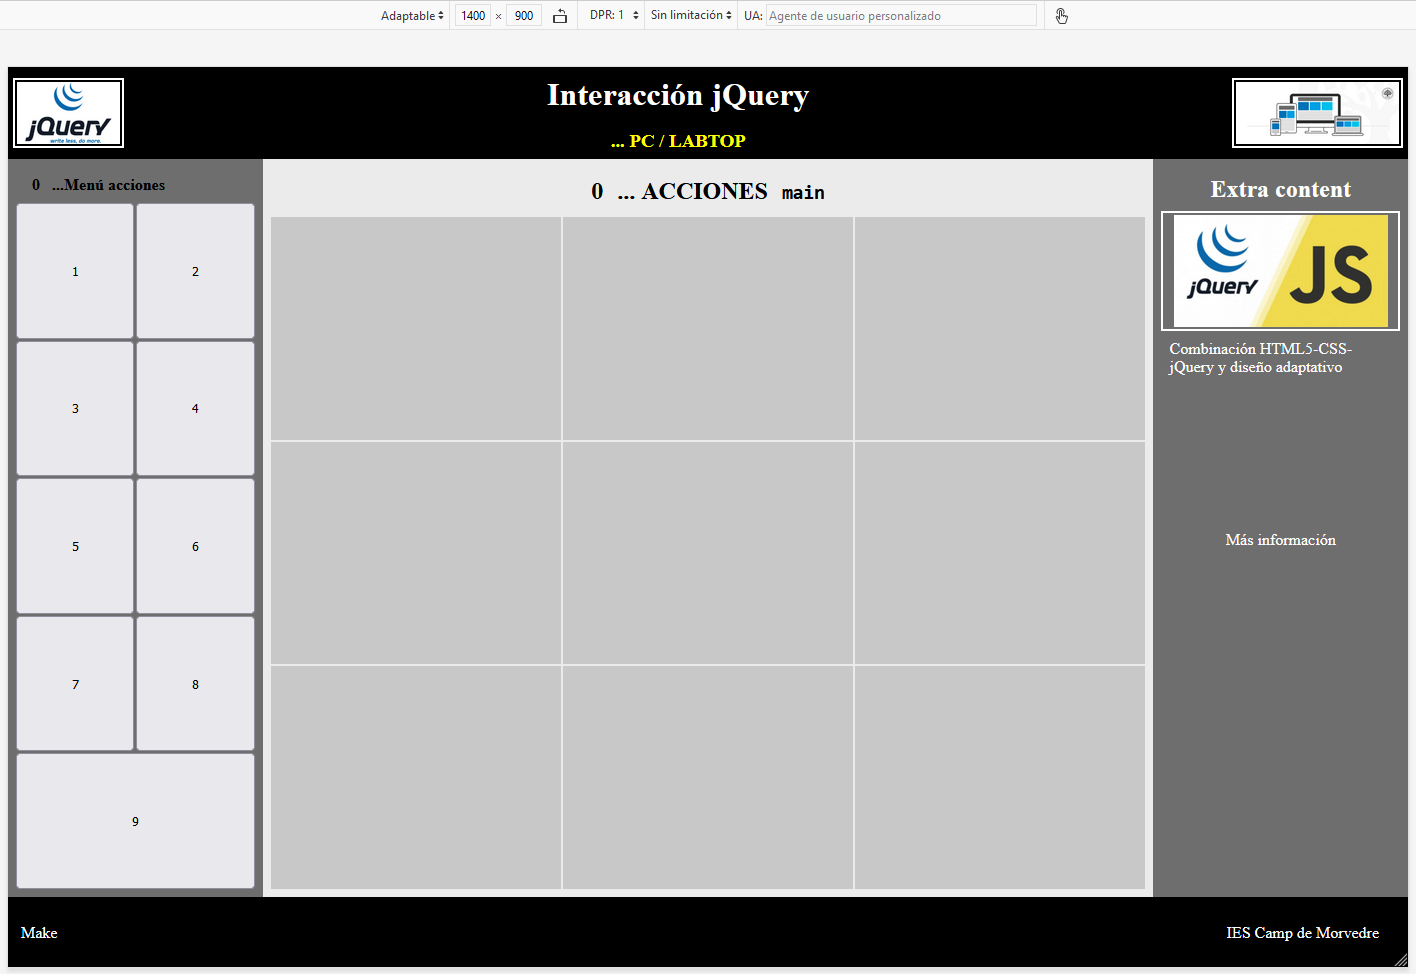 Adaptable 1400 × 900 DPR: 1 Sin limitación UA: Agente de usuario personalizado
jQuery
write less, do more.
Interacción jQuery
... PC / LABTOP
0 ...Menú acciones
1 2
3 4
5 6
7 8
9
0 ... ACCIONES main
Extra content
jQuery JS
Combinación HTML5-CSS-
jQuery y diseño adaptativo
Más información
Make
IES Camp de Morvedre